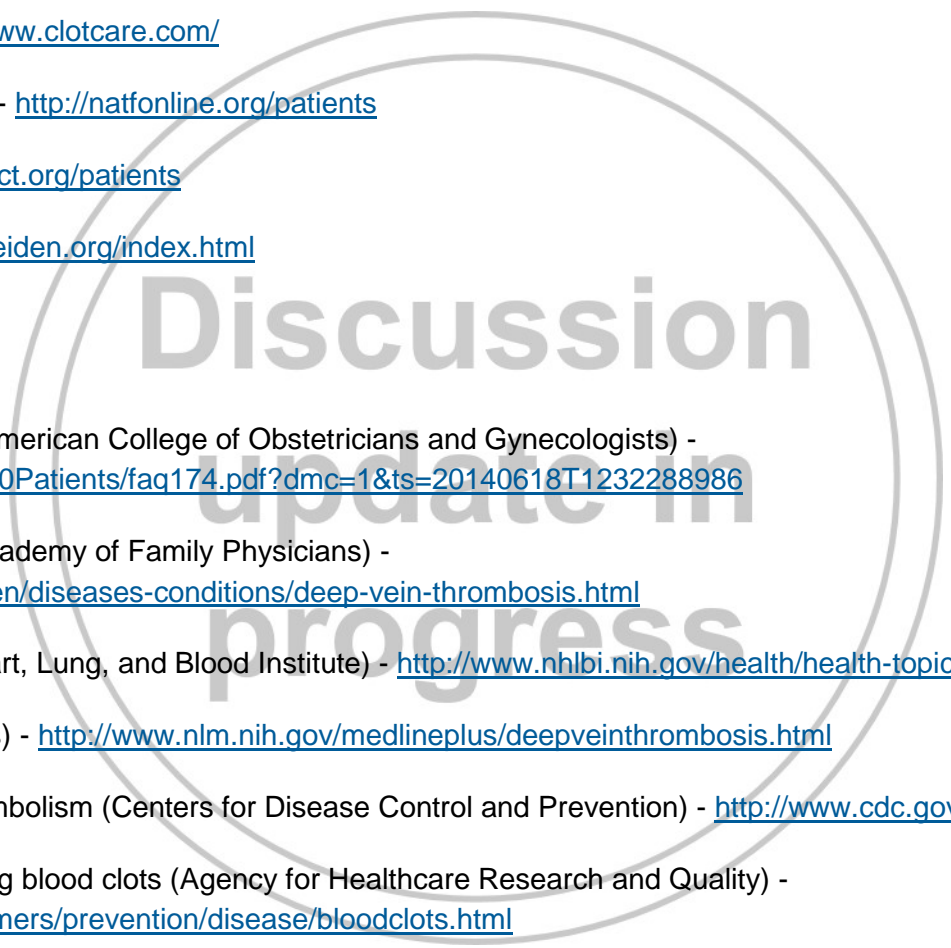 ww.clotcare.com/
- http://natfonline.org/patients
ct.org/patients
eiden.org/index.html
Discussion
merican College of Obstetricians and Gynecologists) -
0Patients/faq174.pdf?dmc=1&ts=20140618T1232288986
update in
ademy of Family Physicians) -
en/diseases-conditions/deep-vein-thrombosis.html
progress
art, Lung, and Blood Institute) - http://www.nhlbi.nih.gov/health/health-topic
) - http://www.nlm.nih.gov/medlineplus/deepveinthrombosis.html
mbolism (Centers for Disease Control and Prevention) - http://www.cdc.gov
g blood clots (Agency for Healthcare Research and Quality) -
mers/prevention/disease/bloodclots.html